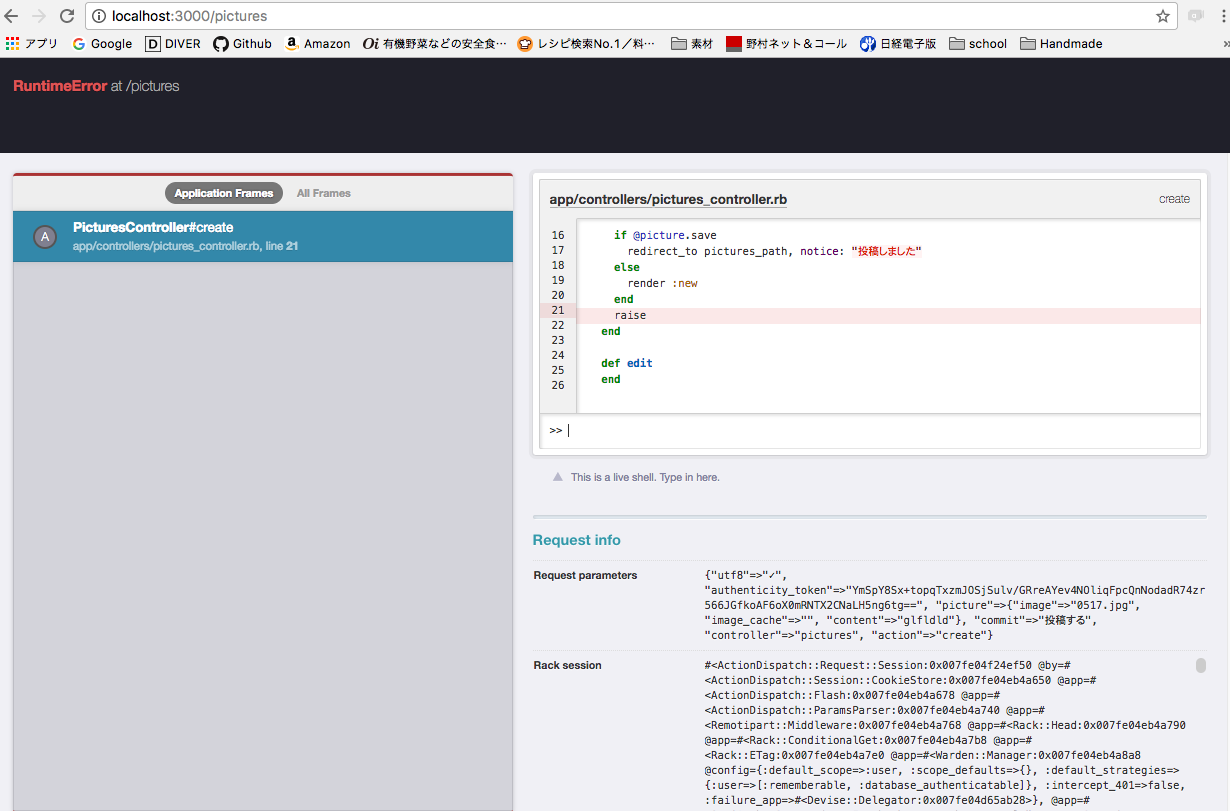 localhost:3000/pictures
アプリ Google DIVER Github Amazon 有機野菜などの安全食… レシピ検索No.1／料… 素材 野村ネット＆コール 日経電子版 school Handmade »
RuntimeError at /pictures
Application Frames All Frames
A PicturesController#create
app/controllers/pictures_controller.rb, line 21
app/controllers/pictures_controller.rb create
16 if @picture.save
17 redirect_to pictures_path, notice: "投稿しました"
18 else
19 render :new
20 end
21 raise
22 end
23
24 def edit
25 end
26
>>
This is a live shell. Type in here.
Request info
Request parameters {"utf8"=>"✓",
"authenticity_token"=>"YmSpY8Sx+topqTxzmJOSjSulv/GRreAYev4NOliqFpcQnNodadR74zr
566JGfkoAF6oX0mRNTX2CNaLH5ng6tg==", "picture"=>{"image"=>"0517.jpg",
"image_cache"=>"", "content"=>"glfldld"}, "commit"=>"投稿する",
"controller"=>"pictures", "action"=>"create"}
Rack session #<ActionDispatch::Request::Session:0x007fe04f24ef50 @by=#
<ActionDispatch::Session::CookieStore:0x007fe04eb4a650 @app=#
<ActionDispatch::Flash:0x007fe04eb4a678 @app=#
<ActionDispatch::ParamsParser:0x007fe04eb4a740 @app=#
<Remotipart::Middleware:0x007fe04eb4a768 @app=#<Rack::Head:0x007fe04eb4a790
@app=#<Rack::ConditionalGet:0x007fe04eb4a7b8 @app=#
<Rack::ETag:0x007fe04eb4a7e0 @app=#<Warden::Manager:0x007fe04eb4a8a8
@config={:default_scope=>:user, :scope_defaults=>{}, :default_strategies=>
{:user=>[:rememberable, :database_authenticatable]}, :intercept_401=>false,
:failure_app=>#<Devise::Delegator:0x007fe04d65ab28>}, @app=#